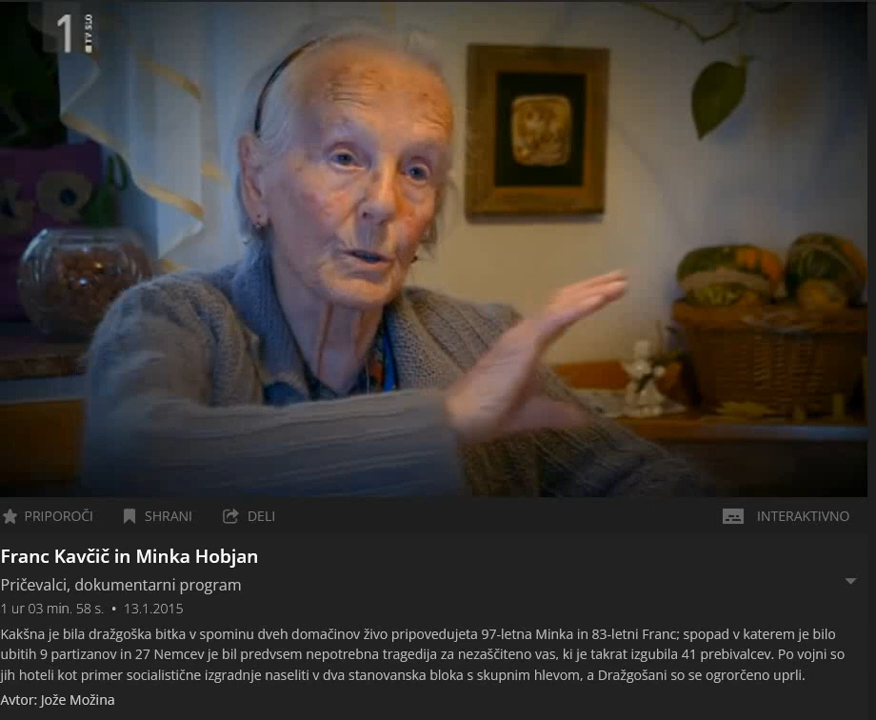 1
TV SLO
PRIPOROČI SHRANI DELI INTERAKTIVNO
Franc Kavčič in Minka Hobjan
Pričevalci, dokumentarni program
1 ur 03 min. 58 s. • 13.1.2015
Kakšna je bila dražgoška bitka v spominu dveh domačinov živo pripovedujeta 97-letna Minka in 83-letni Franc; spopad v katerem je bilo
ubitih 9 partizanov in 27 Nemcev je bil predvsem nepotrebna tragedija za nezaščiteno vas, ki je takrat izgubila 41 prebivalcev. Po vojni so
jih hoteli kot primer socialistične izgradnje naseliti v dva stanovanska bloka s skupnim hlevom, a Dražgošani so se ogrorčeno uprli.
Avtor: Jože Možina